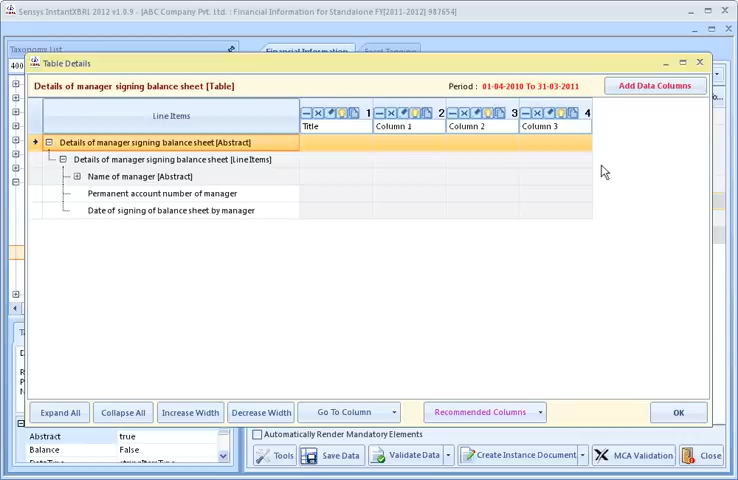 Sensys InstantXBRL 2012 v1.0.9 - [ABC Company Pvt. Ltd. : Financial Information for Standalone FY[2011-2012] 987654]
Taxonomy List
Financial Information
Excel Tagging
400
Table Details
Details of manager signing balance sheet [Table]
Period : 01-04-2010 To 31-03-2011
Add Data Columns
Line Items
1 2 3 4
Title Column 1 Column 2 Column 3
Details of manager signing balance sheet [Abstract]
Details of manager signing balance sheet [LineItems]
Name of manager [Abstract]
Permanent account number of manager
Date of signing of balance sheet by manager
Expand All Collapse All Increase Width Decrease Width Go To Column Recommended Columns OK
Abstract true
Balance False
Automatically Render Mandatory Elements
Tools Save Data Validate Data Create Instance Document MCA Validation Close